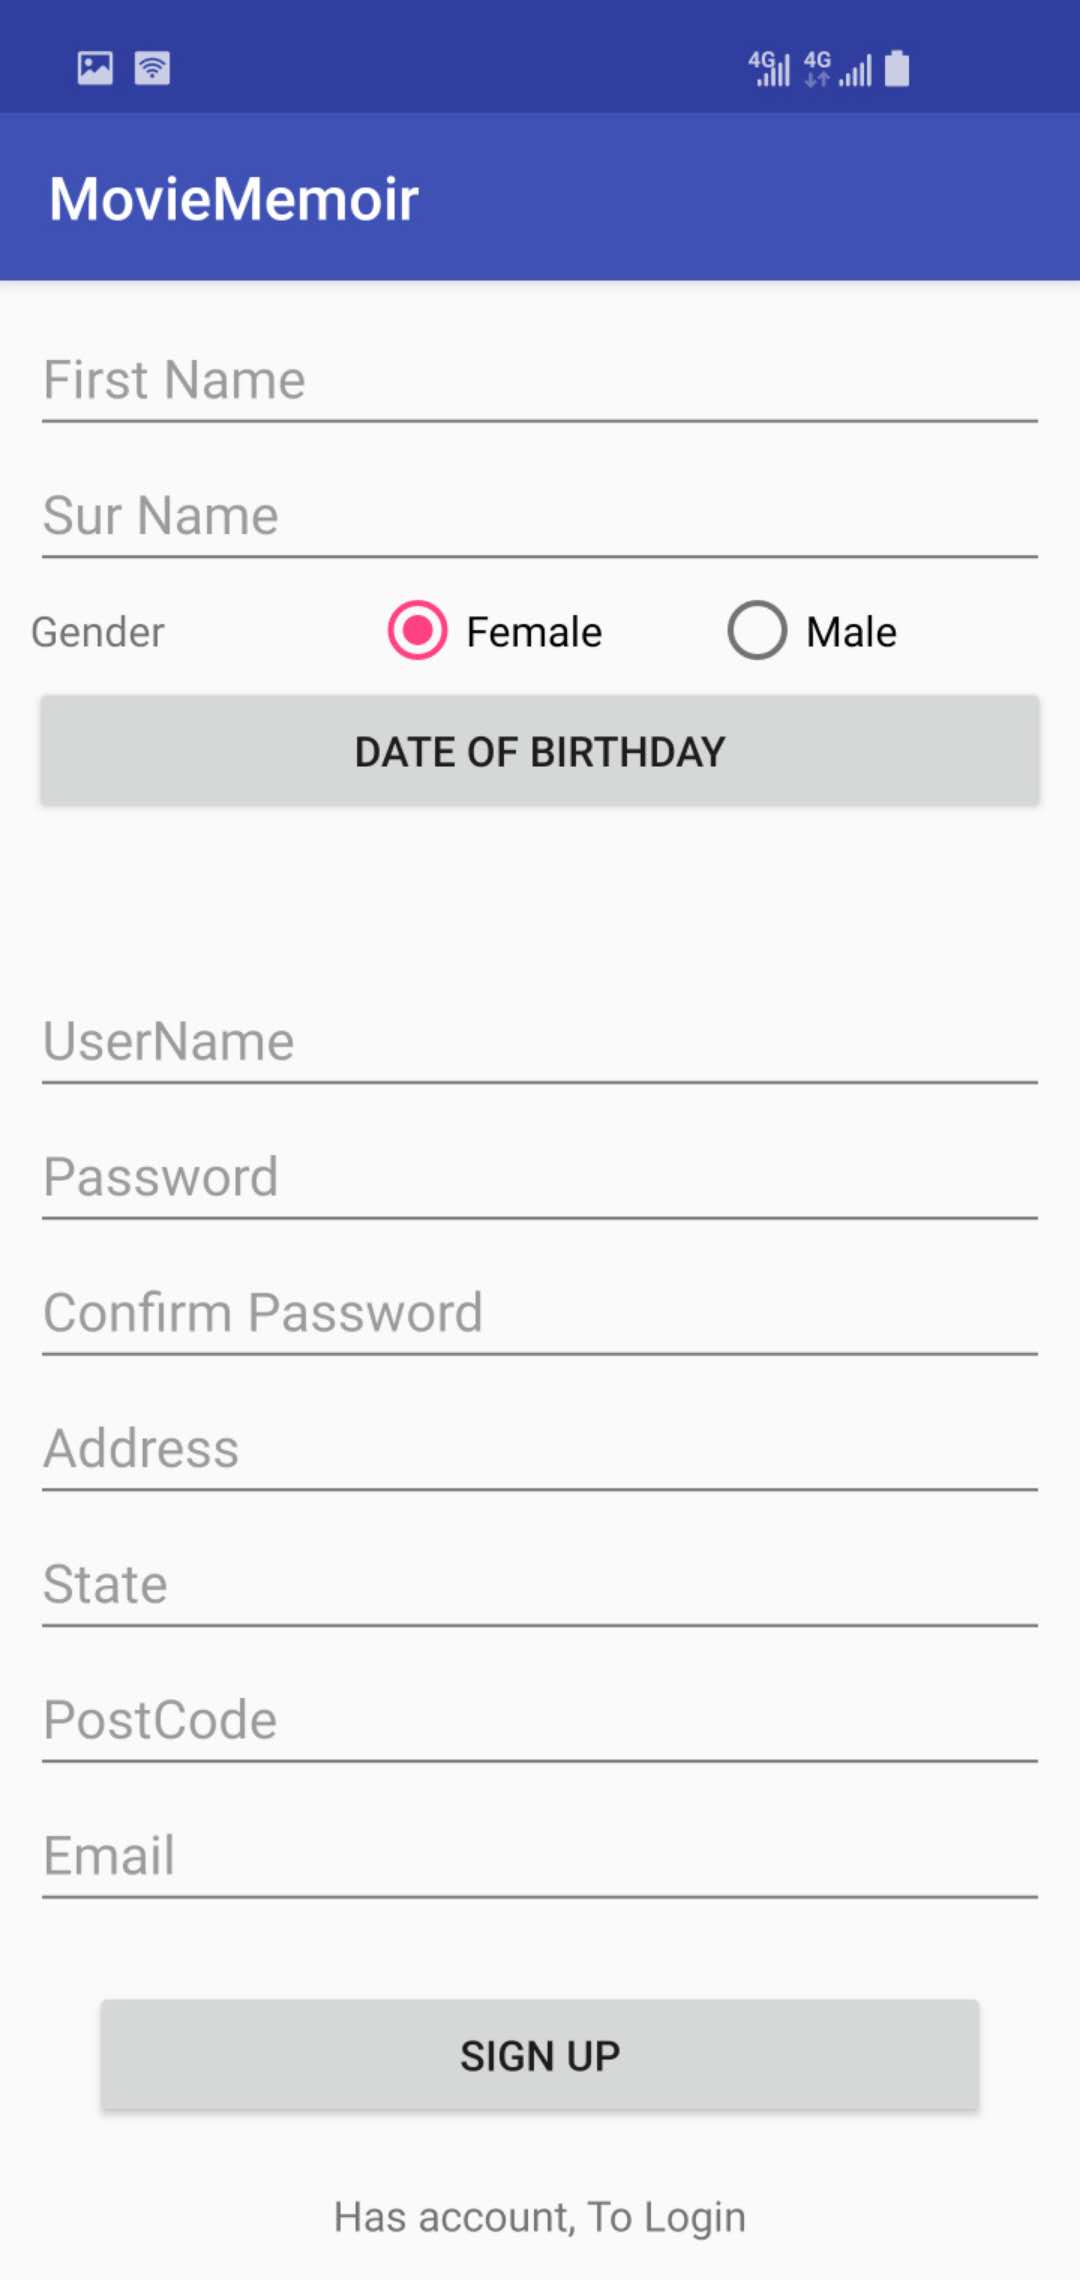 4G 4G
MovieMemoir
First Name
Sur Name
Gender Female Male
DATE OF BIRTHDAY
UserName
Password
Confirm Password
Address
State
PostCode
Email
SIGN UP
Has account, To Login